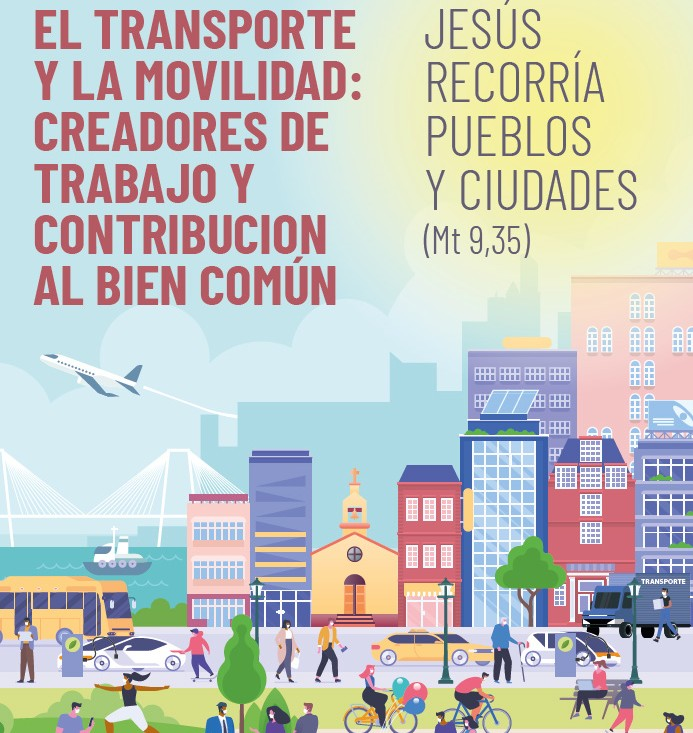 EL TRANSPORTE
Y LA MOVILIDAD:
CREADORES DE
TRABAJO Y
CONTRIBUCION
AL BIEN COMÚN
JESÚS
RECORRÍA
PUEBLOS
Y CIUDADES
(Mt 9,35)
TRANSPORTE